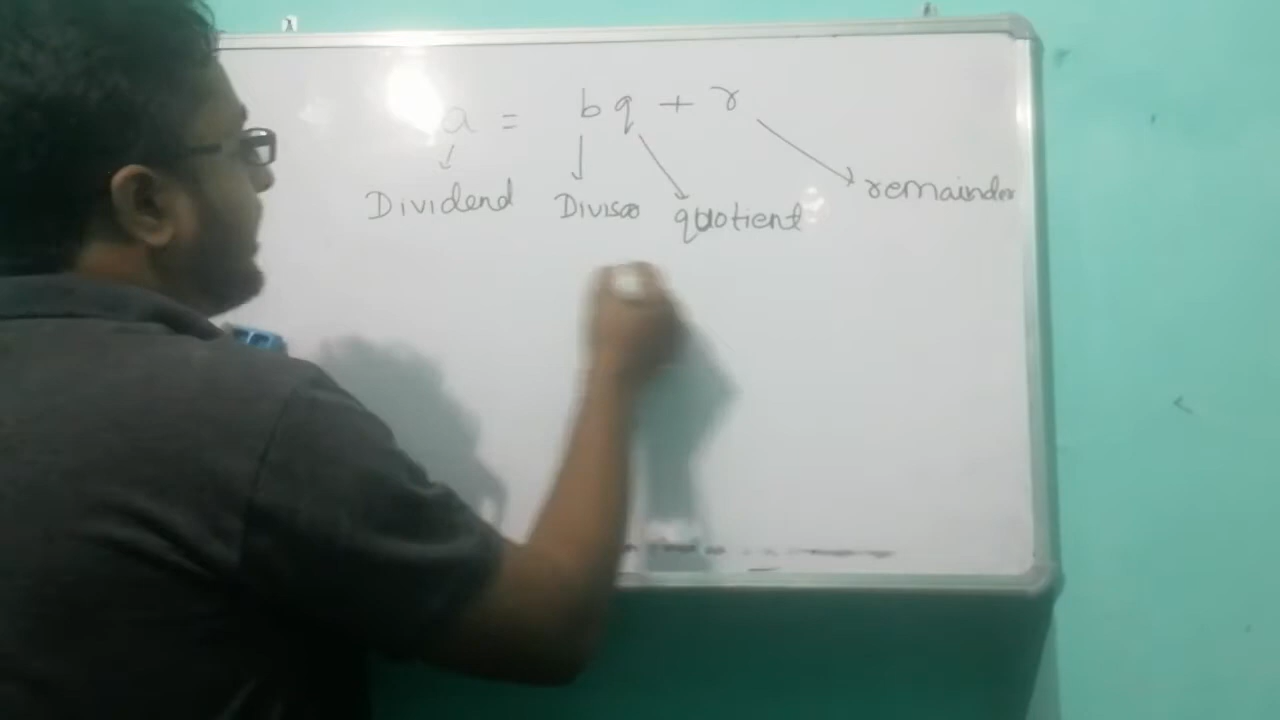 a = bq + r
Dividend Divisor quotient remainder